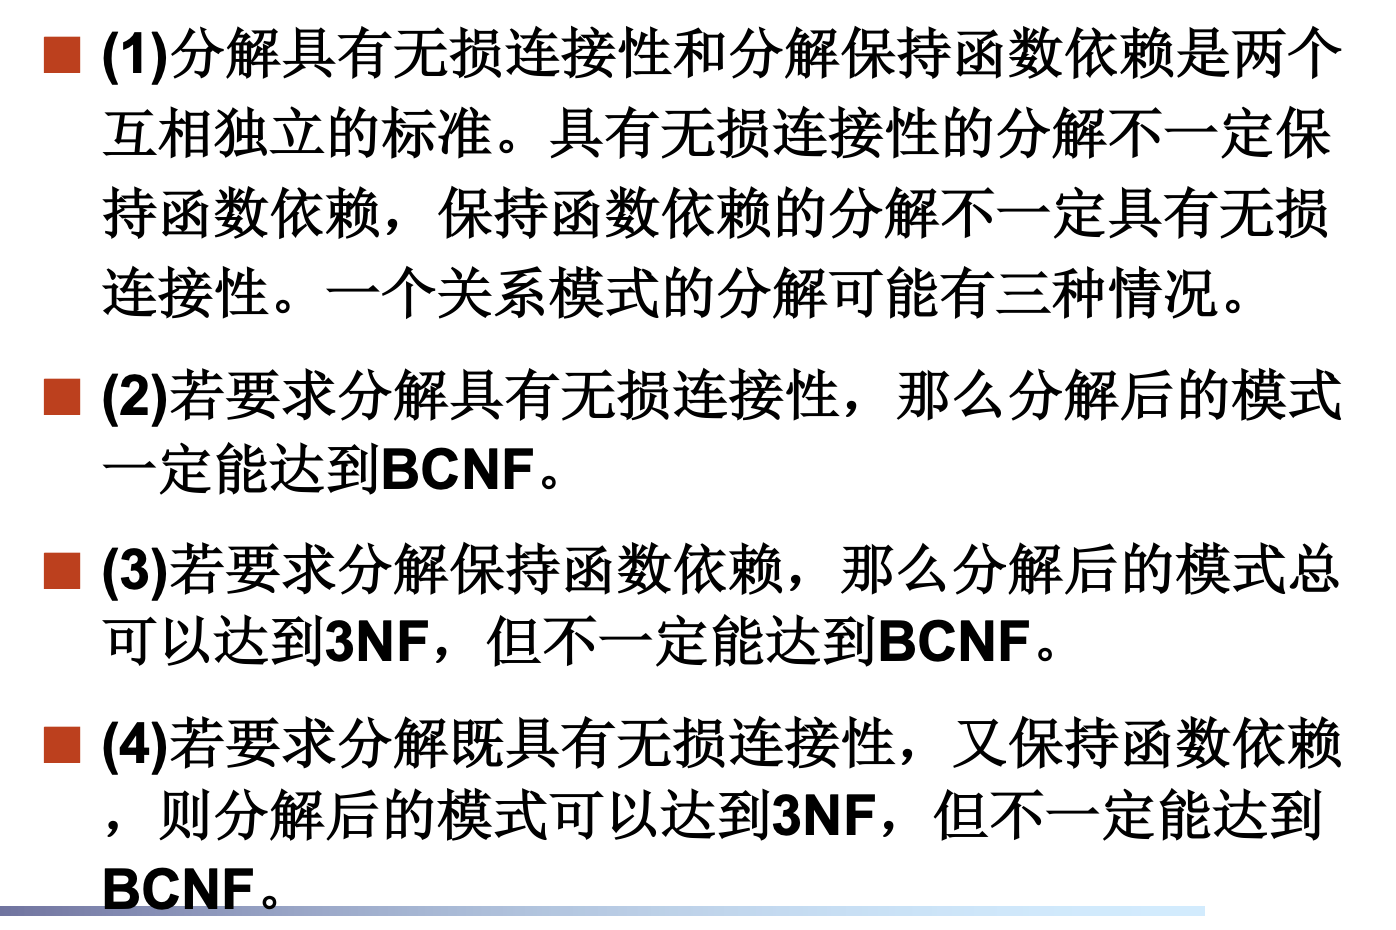 (1)分解具有无损连接性和分解保持函数依赖是两个
互相独立的标准。具有无损连接性的分解不一定保
持函数依赖，保持函数依赖的分解不一定具有无损
连接性。一个关系模式的分解可能有三种情况。
(2)若要求分解具有无损连接性，那么分解后的模式
一定能达到BCNF。
(3)若要求分解保持函数依赖，那么分解后的模式总
可以达到3NF，但不一定能达到BCNF。
(4)若要求分解既具有无损连接性，又保持函数依赖
，则分解后的模式可以达到3NF，但不一定能达到
BCNF。